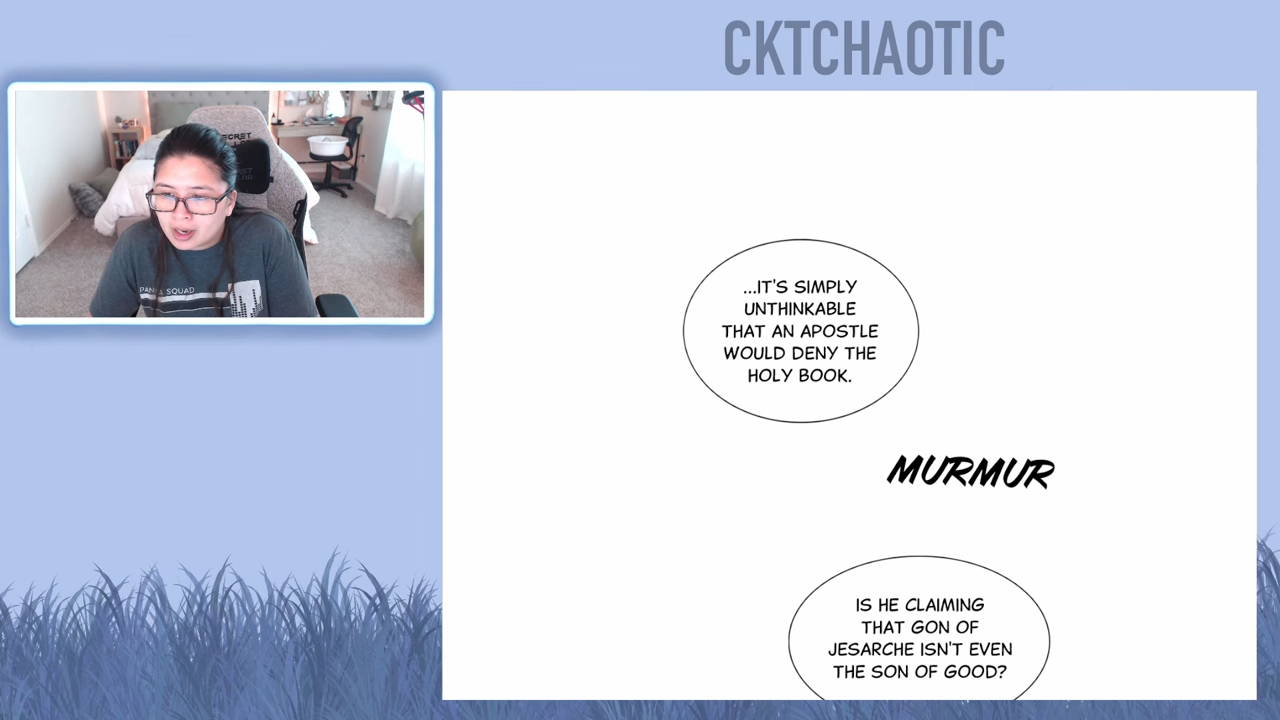 CKTCHAOTIC
SQUAD
...IT'S SIMPLY
UNTHINKABLE
THAT AN APOSTLE
WOULD DENY THE
HOLY BOOK.
MURMUR
IS HE CLAIMING
THAT GON OF
JESARCHE ISN'T EVEN
THE SON OF GOOD?